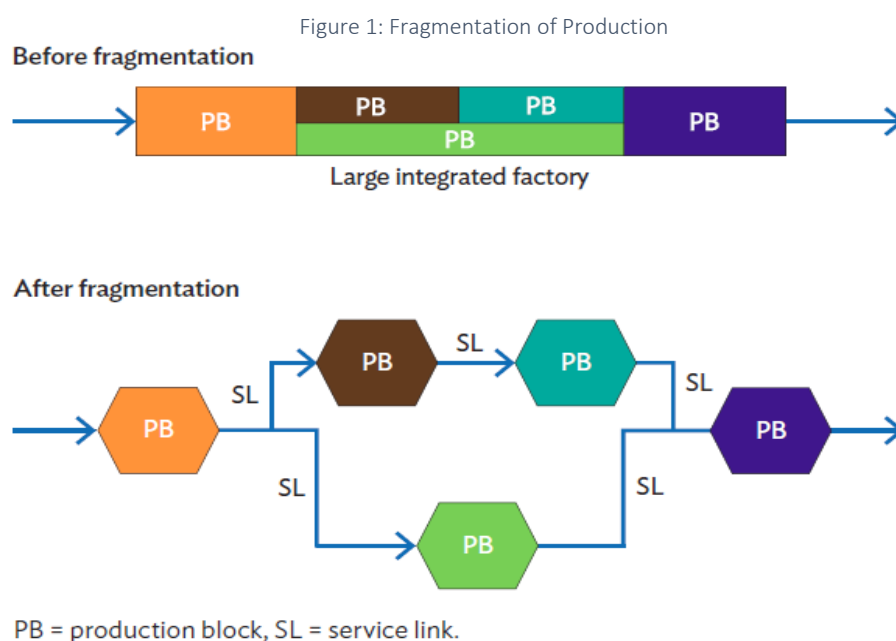 Figure 1: Fragmentation of Production
Before fragmentation
PB
PB
PB
PB
PB
Large integrated factory
After fragmentation
PB
SL
PB
SL
PB
SL
PB
SL
PB
SL
PB = production block, SL = service link.